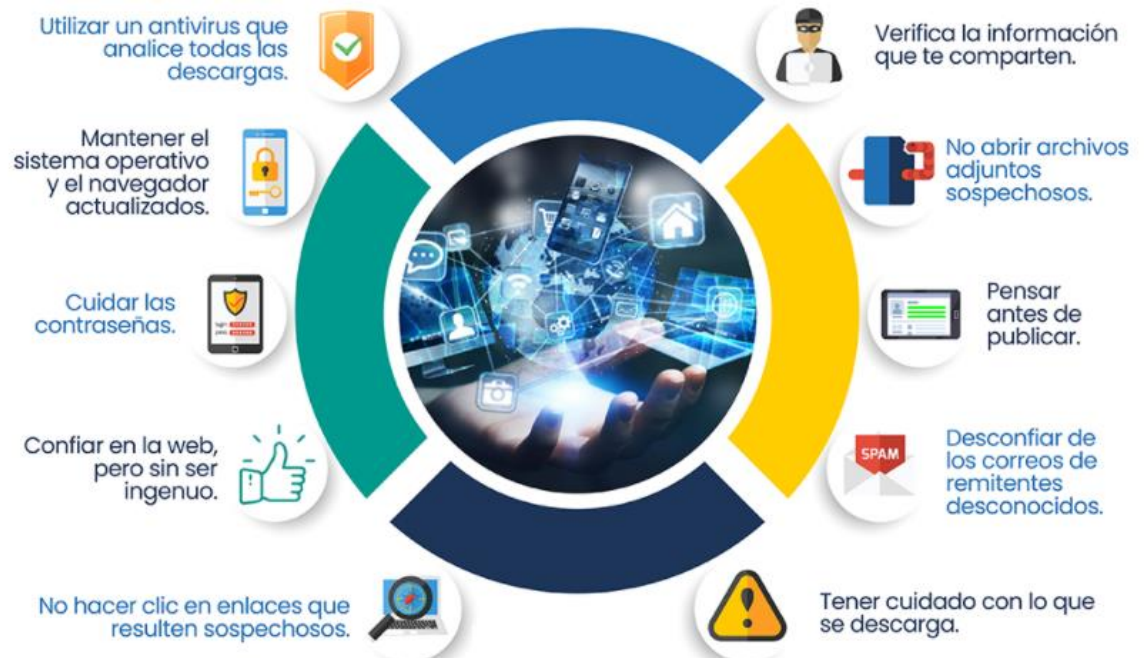 Utilizar un antivirus que
analice todas las
descargas.
Mantener el
sistema operativo
y el navegador
actualizados.
Cuidar las
contraseñas.
Confiar en la web,
pero sin ser
ingenuo.
No hacer clic en enlaces que
resulten sospechosos.
Verifica la información
que te comparten.
No abrir archivos
adjuntos
sospechosos.
Pensar
antes de
publicar.
SPAM
Desconfiar de
los correos de
remitentes
desconocidos.
Tener cuidado con lo que
se descarga.